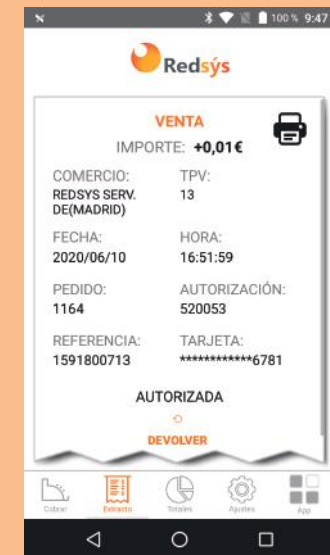 100 % 9:47
Redsýs
VENTA
IMPORTE: +0,01€
COMERCIO: TPV:
REDSYS SERV. 13
DE(MADRID)
FECHA: HORA:
2020/06/10 16:51:59
PEDIDO: AUTORIZACIÓN:
1164 520053
REFERENCIA: TARJETA:
1591800713 ************6781
AUTORIZADA
DEVOLVER
Cobrar Extracto Totales Ajustes App